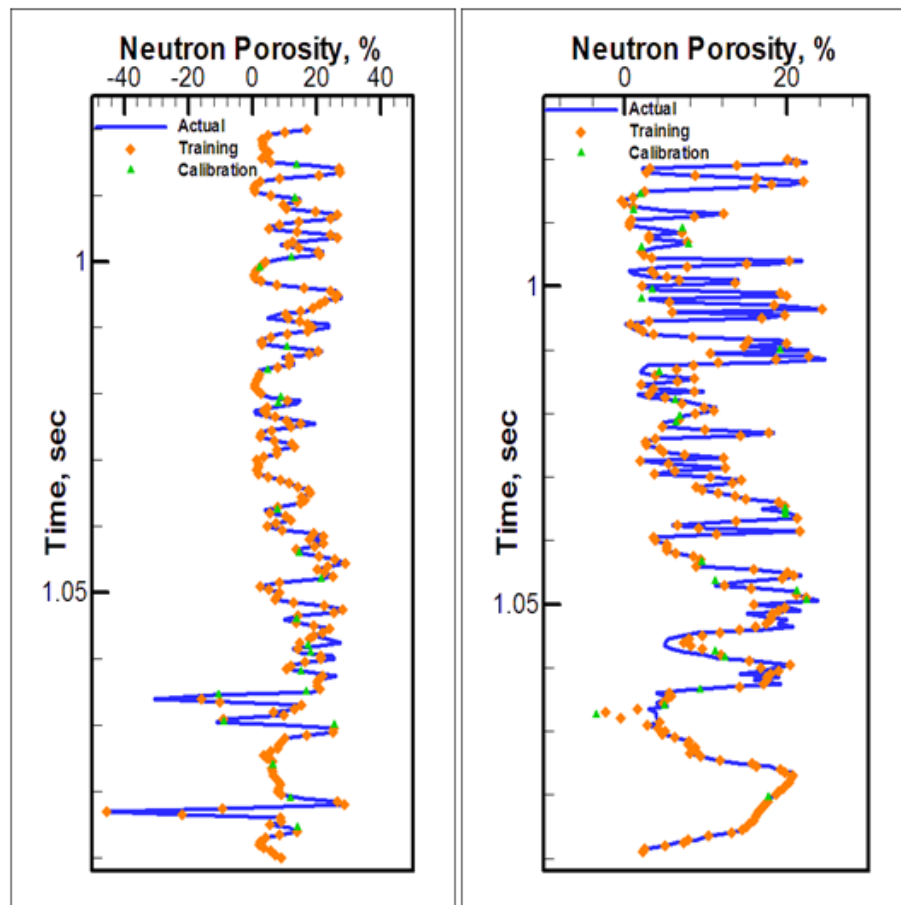 Neutron Porosity, %
-40 -20 0 20 40
Actual
Training
Calibration
1
1.05
Time, sec
Neutron Porosity, %
0 20
Actual
Training
Calibration
1
1.05
Time, sec